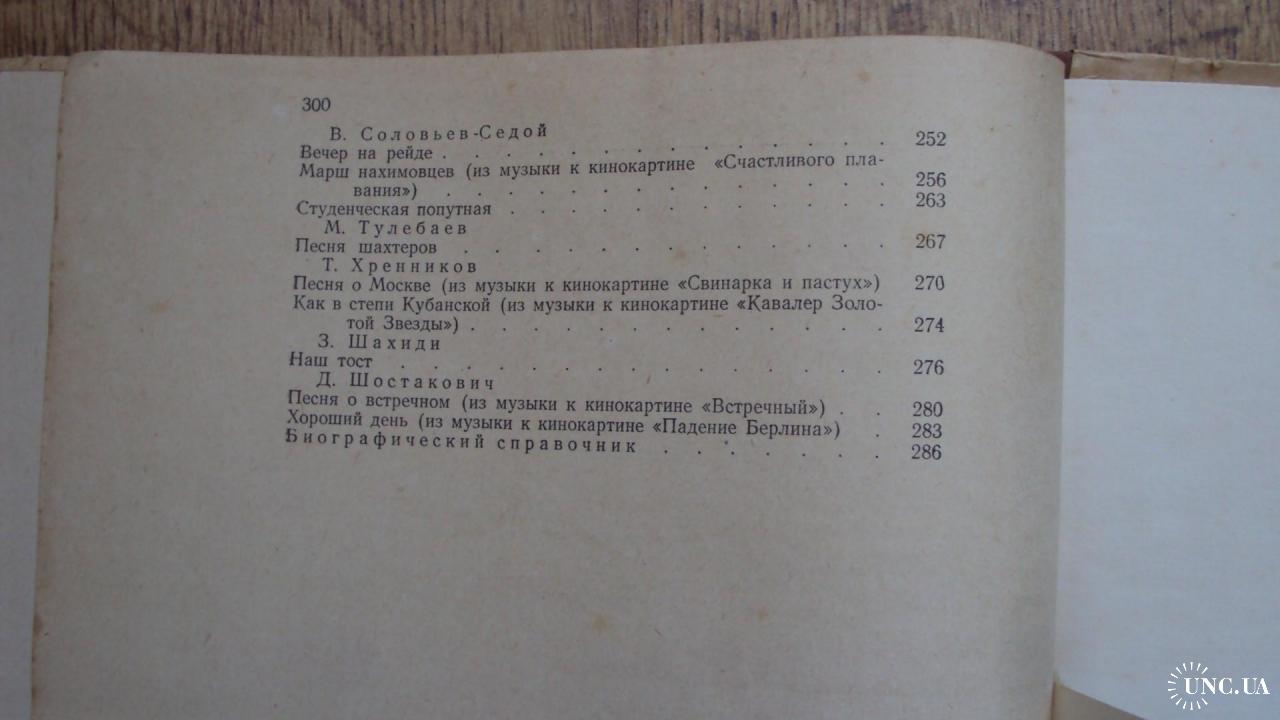 300
В. Соловьев-Седой
Вечер на рейде . . . . . . . . . . . . . . 252
Марш нахимовцев (из музыки к кинокартине «Счастливого пла-
вания») . . . . . . . . . . . . . 256
Студенческая попутная . . . . . . . . . . . . 263
М. Тулебаев
Песня шахтеров . . . . . . . . . . . . . 267
Т. Хренников
Песня о Москве (из музыки к кинокартине «Свинарка и пастух») 270
Как в степи Кубанской (из музыки к кинокартине «Кавалер Золо-
той Звезды») . . . . . . . . . . . . . 274
З. Шахиди
Наш тост . . . . . . . . . . . . . . . 276
Д. Шостакович
Песня о встречном (из музыки к кинокартине «Встречный») . . 280
Хороший день (из музыки к кинокартине «Падение Берлина») . 283
Биографический справочник . . . . . . . 286
UNC.UA